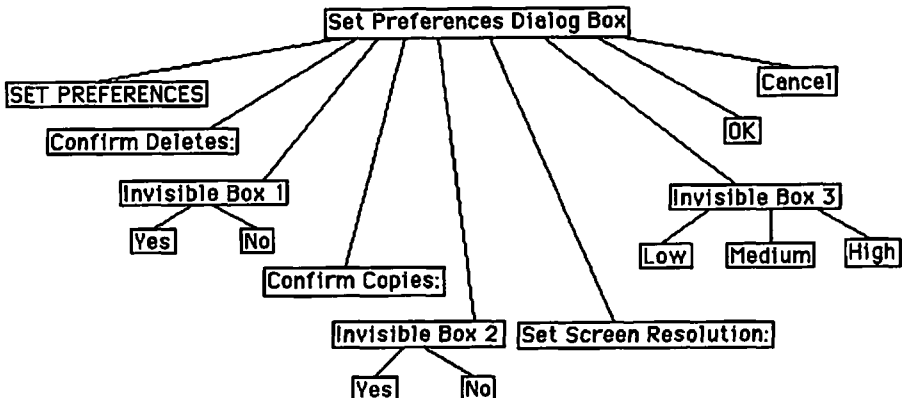 Set Preferences Dialog Box
SET PREFERENCES
Cancel
Confirm Deletes:
OK
Invisible Box 1
Invisible Box 3
Yes
No
Low
Medium
High
Confirm Copies:
Invisible Box 2
Set Screen Resolution:
Yes
No